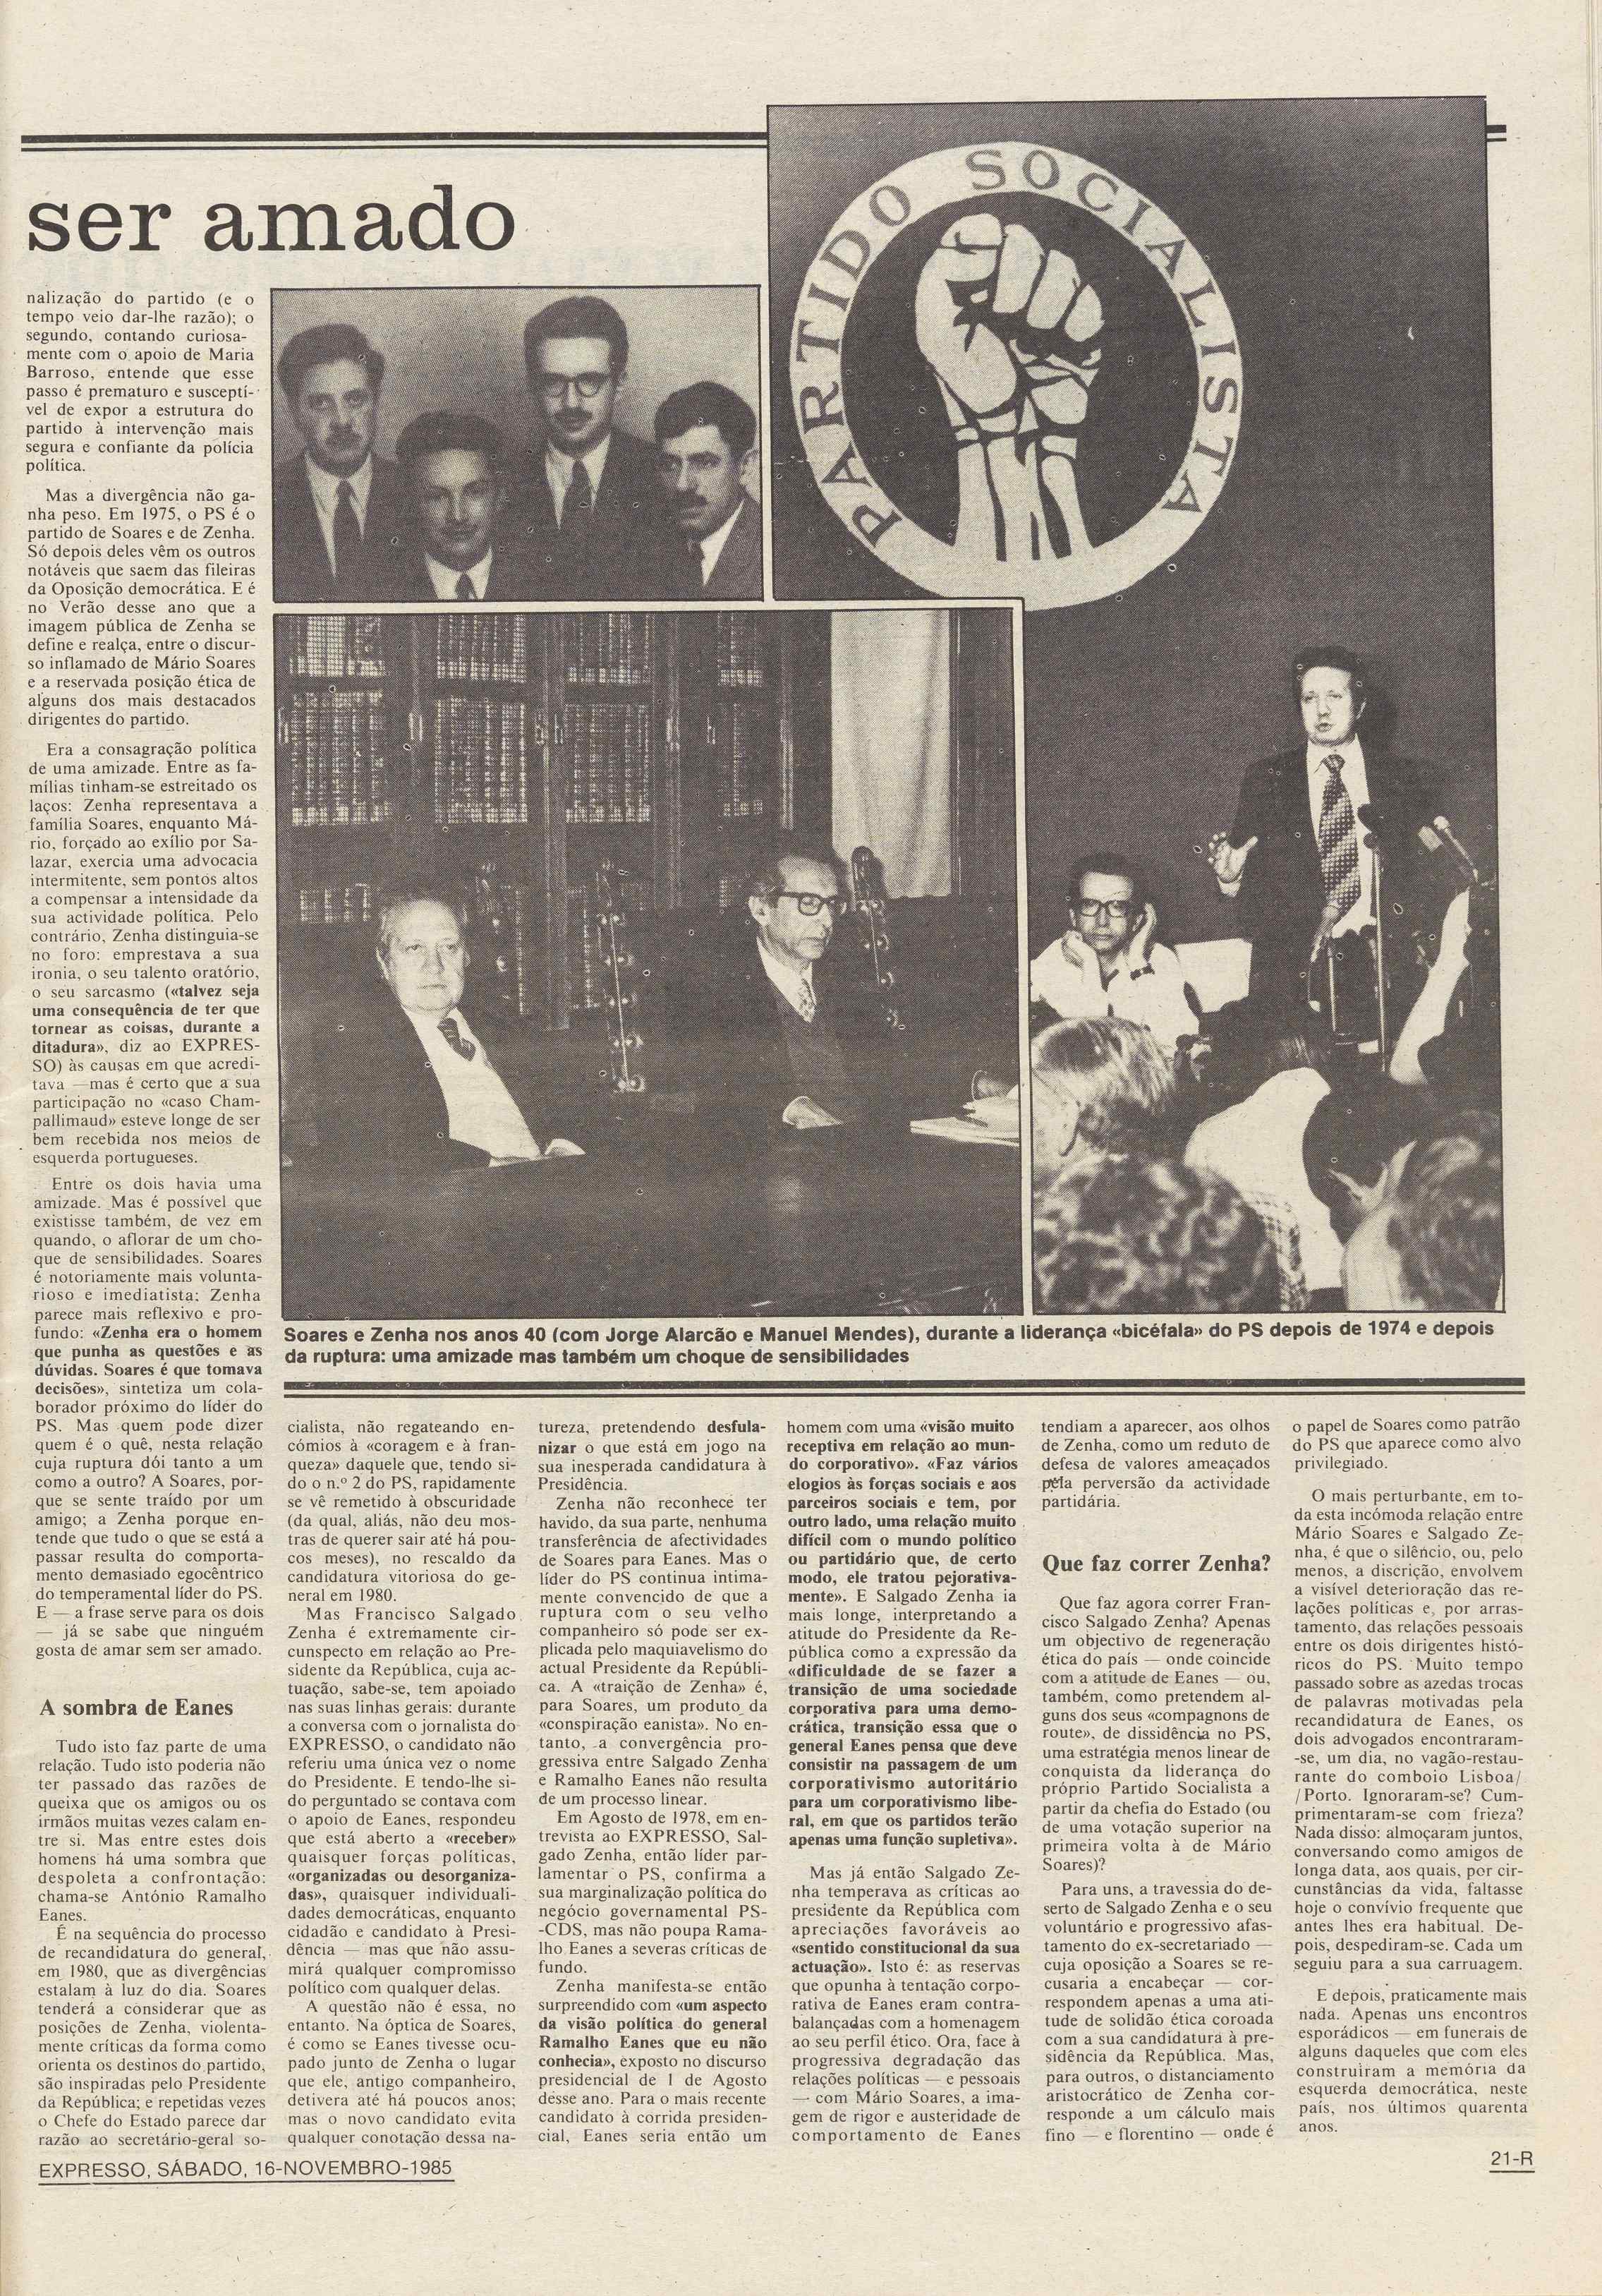 ser amado
PARTIDO SOCIALISTA
nalização do partido (e o
tempo veio dar-lhe razão); o
segundo, contando curiosa-
mente com o apoio de Maria
Barroso, entende que esse
passo é prematuro e susceptí-
vel de expor a estrutura do
partido à intervenção mais
segura e confiante da polícia
política.
Mas a divergência não ga-
nha peso. Em 1975, o PS é o
partido de Soares e de Zenha.
Só depois deles vêm os outros
notáveis que saem das fileiras
da Oposição democrática. E é
no Verão desse ano que a
imagem pública de Zenha se
define e realça, entre o discur-
so inflamado de Mário Soares
e a reservada posição ética de
alguns dos mais destacados
dirigentes do partido.
Era a consagração política
de uma amizade. Entre as fa-
mílias tinham-se estreitado os
laços: Zenha representava a
família Soares, enquanto Má-
rio, forçado ao exílio por Sa-
lazar, exercia uma advocacia
intermitente, sem pontos altos
a compensar a intensidade da
sua actividade política. Pelo
contrário, Zenha distinguia-se
no foro: emprestava a sua
ironia, o seu talento oratório,
o seu sarcasmo («talvez seja
uma consequência de ter que
tornear as coisas, durante a
ditadura», diz ao EXPRES-
SO) às causas em que acredi-
tava —mas é certo que a sua
participação no «caso Cham-
pallimaud» esteve longe de ser
bem recebida nos meios de
esquerda portugueses.
Entre os dois havia uma
amizade. Mas é possível que
existisse também, de vez em
quando, o aflorar de um cho-
que de sensibilidades. Soares
é notoriamente mais volunta-
rioso e imediatista; Zenha
parece mais reflexivo e pro-
fundo: «Zenha era o homem
que punha as questões e as
dúvidas. Soares é que tomava
decisões», sintetiza um cola-
borador próximo do líder do
PS. Mas quem pode dizer
quem é o quê, nesta relação
cuja ruptura dói tanto a um
como a outro? A Soares, por-
que se sente traído por um
amigo; a Zenha porque en-
tende que tudo o que se está a
passar resulta do comporta-
mento demasiado egocêntrico
do temperamental líder do PS.
E — a frase serve para os dois
— já se sabe que ninguém
gosta de amar sem ser amado.
A sombra de Eanes
Tudo isto faz parte de uma
relação. Tudo isto poderia não
ter passado das razões de
queixa que os amigos ou os
irmãos muitas vezes calam en-
tre si. Mas entre estes dois
homens há uma sombra que
despoleta a confrontação:
chama-se António Ramalho
Eanes.
É na sequência do processo
de recandidatura do general,
em 1980, que as divergências
estalam à luz do dia. Soares
tenderá a considerar que as
posições de Zenha, violenta-
mente críticas da forma como
orienta os destinos do partido,
são inspiradas pelo Presidente
da República; e repetidas vezes
o Chefe do Estado parece dar
razão ao secretário-geral so-
Soares e Zenha nos anos 40 (com Jorge Alarcão e Manuel Mendes), durante a liderança «bicéfala» do PS depois de 1974 e depois
da ruptura: uma amizade mas também um choque de sensibilidades
cialista, não regateando en-
cómios à «coragem e à fran-
queza» daquele que, tendo si-
do o n.º 2 do PS, rapidamente
se vê remetido à obscuridade
(da qual, aliás, não deu mos-
tras de querer sair até há pou-
cos meses), no rescaldo da
candidatura vitoriosa do ge-
neral em 1980.
Mas Francisco Salgado
Zenha é extremamente cir-
cunspecto em relação ao Pre-
sidente da República, cuja ac-
tuação, sabe-se, tem apoiado
nas suas linhas gerais: durante
a conversa com o jornalista do
EXPRESSO, o candidato não
referiu uma única vez o nome
do Presidente. E tendo-lhe si-
do perguntado se contava com
o apoio de Eanes, respondeu
que está aberto a «receber»
quaisquer forças políticas,
«organizadas ou desorganiza-
das», quaisquer individuali-
dades democráticas, enquanto
cidadão e candidato à Presi-
dência — mas que não assu-
mirá qualquer compromisso
político com qualquer delas.
A questão não é essa, no
entanto. Na óptica de Soares,
é como se Eanes tivesse ocu-
pado junto de Zenha o lugar
que ele, antigo companheiro,
detivera até há poucos anos;
mas o novo candidato evita
qualquer conotação dessa na-
tureza, pretendendo desfula-
nizar o que está em jogo na
sua inesperada candidatura à
Presidência.
Zenha não reconhece ter
havido, da sua parte, nenhuma
transferência de afectividades
de Soares para Eanes. Mas o
líder do PS continua intima-
mente convencido de que a
ruptura com o seu velho
companheiro só pode ser ex-
plicada pelo maquiavelismo do
actual Presidente da Repúbli-
ca. A «traição de Zenha» é,
para Soares, um produto da
«conspiração eanista». No en-
tanto, a convergência pro-
gressiva entre Salgado Zenha
e Ramalho Eanes não resulta
de um processo linear.
Em Agosto de 1978, em en-
trevista ao EXPRESSO, Sal-
gado Zenha, então líder par-
lamentar o PS, confirma a
sua marginalização política do
negócio governamental PS-
-CDS, mas não poupa Rama-
lho Eanes a severas críticas de
fundo.
Zenha manifesta-se então
surpreendido com «um aspecto
da visão política do general
Ramalho Eanes que eu não
conhecia», exposto no discurso
presidencial de 1 de Agosto
desse ano. Para o mais recente
candidato à corrida presiden-
cial, Eanes seria então um
homem com uma «visão muito
receptiva em relação ao mun-
do corporativo». «Faz vários
elogios às forças sociais e aos
parceiros sociais e tem, por
outro lado, uma relação muito
difícil com o mundo político
ou partidário que, de certo
modo, ele tratou pejorativa-
mente». E Salgado Zenha ia
mais longe, interpretando a
atitude do Presidente da Re-
pública como a expressão da
«dificuldade de se fazer a
transição de uma sociedade
corporativa para uma demo-
crática, transição essa que o
general Eanes pensa que deve
consistir na passagem de um
corporativismo autoritário
para um corporativismo libe-
ral, em que os partidos terão
apenas uma função supletiva».
Mas já então Salgado Ze-
nha temperava as críticas ao
presidente da República com
apreciações favoráveis ao
«sentido constitucional da sua
actuação». Isto é: as reservas
que opunha à tentação corpo-
rativa de Eanes eram contra-
balançadas com a homenagem
ao seu perfil ético. Ora, face à
progressiva degradação das
relações políticas — e pessoais
— com Mário Soares, a ima-
gem de rigor e austeridade de
comportamento de Eanes
tendiam a aparecer, aos olhos
de Zenha, como um reduto de
defesa de valores ameaçados
pela perversão da actividade
partidária.
Que faz correr Zenha?
Que faz agora correr Fran-
cisco Salgado Zenha? Apenas
um objectivo de regeneração
ética do país — onde coincide
com a atitude de Eanes — ou,
também, como pretendem al-
guns dos seus «compagnons de
route», de dissidência no PS,
uma estratégia menos linear de
conquista da liderança do
próprio Partido Socialista a
partir da chefia do Estado (ou
de uma votação superior na
primeira volta à de Mário
Soares)?
Para uns, a travessia do de-
serto de Salgado Zenha e o seu
voluntário e progressivo afas-
tamento do ex-secretariado —
cuja oposição a Soares se re-
cusaria a encabeçar — cor-
respondem apenas a uma ati-
tude de solidão ética coroada
com a sua candidatura à pre-
sidência da República. Mas,
para outros, o distanciamento
aristocrático de Zenha cor-
responde a um cálculo mais
fino — e florentino — onde é
o papel de Soares como patrão
do PS que aparece como alvo
privilegiado.
O mais perturbante, em to-
da esta incómoda relação entre
Mário Soares e Salgado Ze-
nha, é que o silêncio, ou, pelo
menos, a discrição, envolvem
a visível deterioração das re-
lações políticas e, por arras-
tamento, das relações pessoais
entre os dois dirigentes histó-
ricos do PS. Muito tempo
passado sobre as azedas trocas
de palavras motivadas pela
recandidatura de Eanes, os
dois advogados encontraram-
-se, um dia, no vagão-restau-
rante do comboio Lisboa/
/Porto. Ignoraram-se? Cum-
primentaram-se com frieza?
Nada disso: almoçaram juntos,
conversando como amigos de
longa data, aos quais, por cir-
cunstâncias da vida, faltasse
hoje o convívio frequente que
antes lhes era habitual. De-
pois, despediram-se. Cada um
seguiu para a sua carruagem.
E depois, praticamente mais
nada. Apenas uns encontros
esporádicos — em funerais de
alguns daqueles que com eles
construíram a memória da
esquerda democrática, neste
país, nos últimos quarenta
anos.
EXPRESSO, SÁBADO, 16-NOVEMBRO-1985
21-R